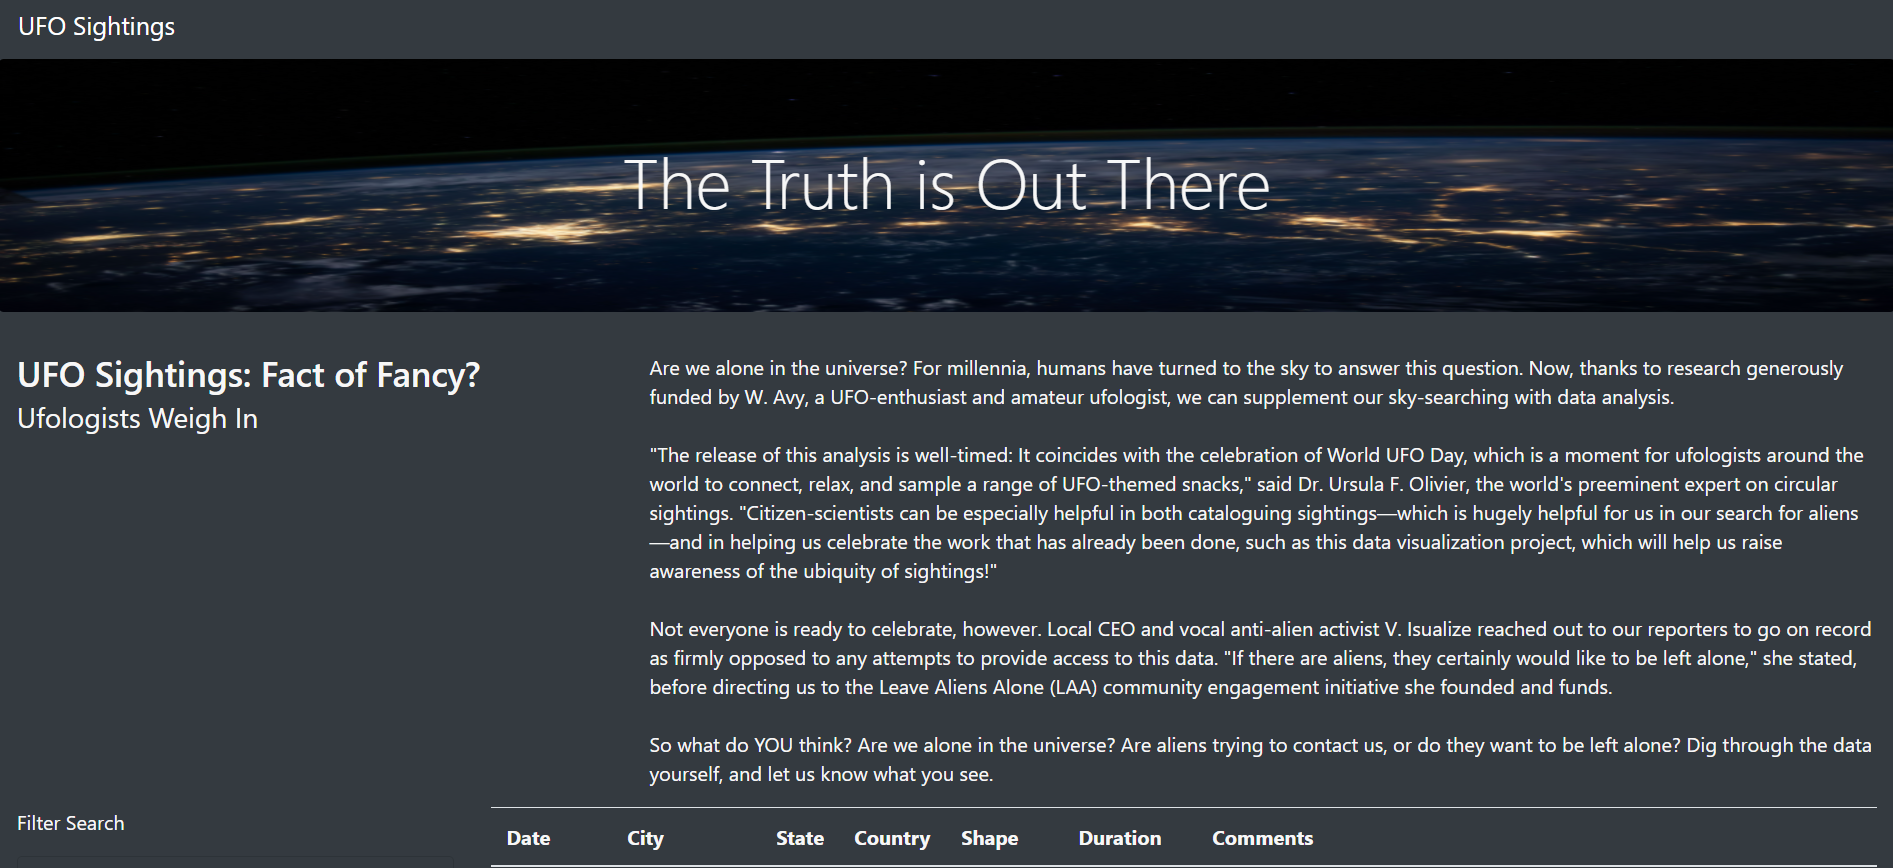 UFO Sightings
The Truth is Out There
UFO Sightings: Fact of Fancy?
Ufologists Weigh In
Are we alone in the universe? For millennia, humans have turned to the sky to answer this question. Now, thanks to research generously
funded by W. Avy, a UFO-enthusiast and amateur ufologist, we can supplement our sky-searching with data analysis.
"The release of this analysis is well-timed: It coincides with the celebration of World UFO Day, which is a moment for ufologists around the
world to connect, relax, and sample a range of UFO-themed snacks," said Dr. Ursula F. Olivier, the world's preeminent expert on circular
sightings. "Citizen-scientists can be especially helpful in both cataloguing sightings—which is hugely helpful for us in our search for aliens
—and in helping us celebrate the work that has already been done, such as this data visualization project, which will help us raise
awareness of the ubiquity of sightings!"
Not everyone is ready to celebrate, however. Local CEO and vocal anti-alien activist V. Isualize reached out to our reporters to go on record
as firmly opposed to any attempts to provide access to this data. "If there are aliens, they certainly would like to be left alone," she stated,
before directing us to the Leave Aliens Alone (LAA) community engagement initiative she founded and funds.
So what do YOU think? Are we alone in the universe? Are aliens trying to contact us, or do they want to be left alone? Dig through the data
yourself, and let us know what you see.
Filter Search
Date City State Country Shape Duration Comments